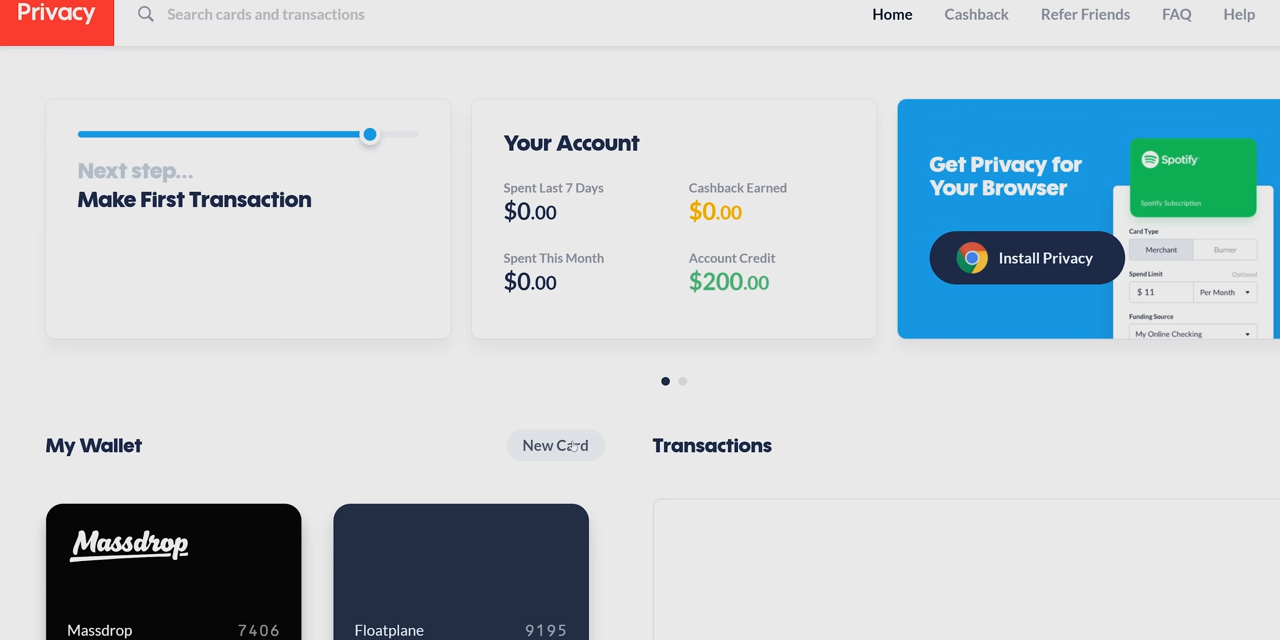 Privacy
Search cards and transactions
Home
Cashback
Refer Friends
FAQ
Help
Next step...
Make First Transaction
Your Account
Spent Last 7 Days
$0.00
Cashback Earned
$0.00
Spent This Month
$0.00
Account Credit
$200.00
Get Privacy for
Your Browser
Install Privacy
Spotify
Spotify Subscription
Card Type
Merchant
Burner
Spend Limit
Optional
$ 11
Per Month
Funding Source
My Online Checking
My Wallet
New Card
Transactions
Massdrop
Massdrop 7406
Floatplane 9195